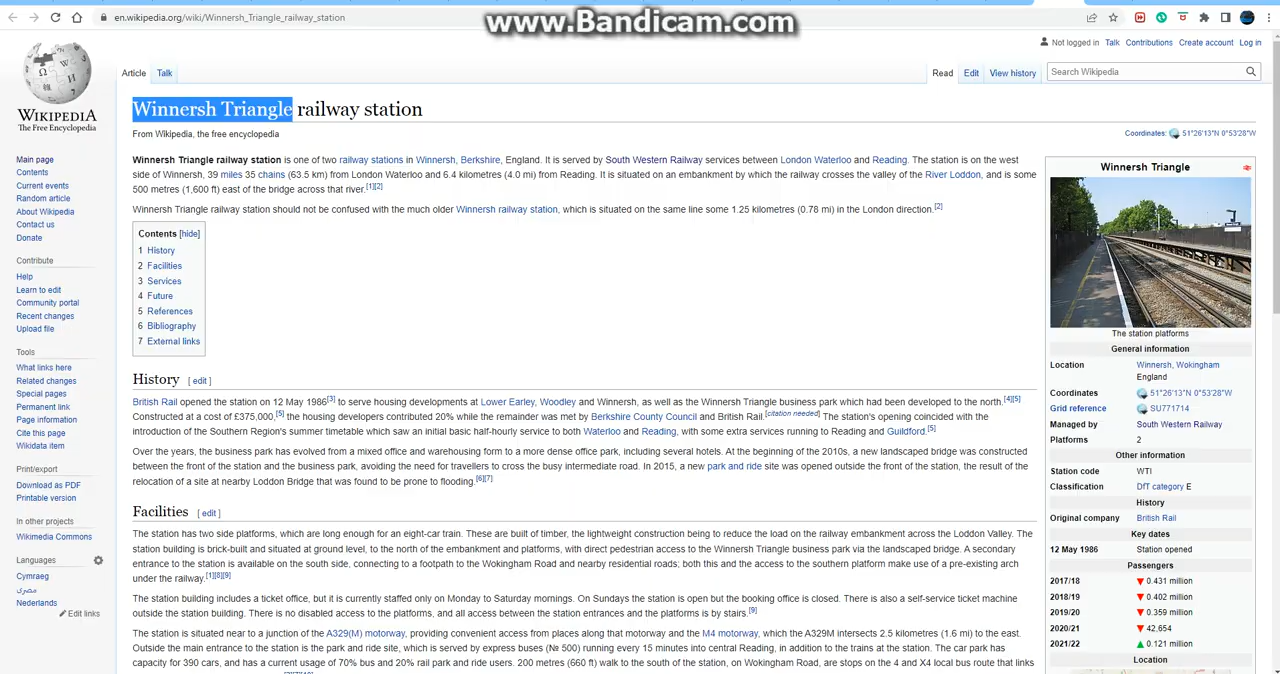 en.wikipedia.org/wiki/Winnersh_Triangle_railway_station
www.Bandicam.com
Not logged in Talk Contributions Create account Log in
Article Talk
Read Edit View history
Search Wikipedia
WIKIPEDIA
The Free Encyclopedia
Winnersh Triangle railway station
From Wikipedia, the free encyclopedia
Coordinates: 51°26′13″N 0°53′28″W
Main page
Contents
Current events
Random article
About Wikipedia
Contact us
Donate
Contribute
Help
Learn to edit
Community portal
Recent changes
Upload file
Tools
What links here
Related changes
Special pages
Permanent link
Page information
Cite this page
Wikidata item
Print/export
Download as PDF
Printable version
In other projects
Wikimedia Commons
Languages
Cymraeg
مصرى
Nederlands
Edit links
Winnersh Triangle railway station is one of two railway stations in Winnersh, Berkshire, England. It is served by South Western Railway services between London Waterloo and Reading. The station is on the west
side of Winnersh, 39 miles 35 chains (63.5 km) from London Waterloo and 6.4 kilometres (4.0 mi) from Reading. It is situated on an embankment by which the railway crosses the valley of the River Loddon, and is some
500 metres (1,600 ft) east of the bridge across that river.[1][2]
Winnersh Triangle railway station should not be confused with the much older Winnersh railway station, which is situated on the same line some 1.25 kilometres (0.78 mi) in the London direction.[2]
Contents [hide]
1 History
2 Facilities
3 Services
4 Future
5 References
6 Bibliography
7 External links
History [ edit ]
British Rail opened the station on 12 May 1986[3] to serve housing developments at Lower Earley, Woodley and Winnersh, as well as the Winnersh Triangle business park which had been developed to the north.[4][5]
Constructed at a cost of £375,000,[5] the housing developers contributed 20% while the remainder was met by Berkshire County Council and British Rail.[citation needed] The station's opening coincided with the
introduction of the Southern Region's summer timetable which saw an initial basic half-hourly service to both Waterloo and Reading, with some extra services running to Reading and Guildford.[5]
Over the years, the business park has evolved from a mixed office and warehousing form to a more dense office park, including several hotels. At the beginning of the 2010s, a new landscaped bridge was constructed
between the front of the station and the business park, avoiding the need for travellers to cross the busy intermediate road. In 2015, a new park and ride site was opened outside the front of the station, the result of the
relocation of a site at nearby Loddon Bridge that was found to be prone to flooding.[6][7]
Facilities [ edit ]
The station has two side platforms, which are long enough for an eight-car train. These are built of timber, the lightweight construction being to reduce the load on the railway embankment across the Loddon Valley. The
station building is brick-built and situated at ground level, to the north of the embankment and platforms, with direct pedestrian access to the Winnersh Triangle business park via the landscaped bridge. A secondary
entrance to the station is available on the south side, connecting to a footpath to the Wokingham Road and nearby residential roads; both this and the access to the southern platform make use of a pre-existing arch
under the railway.[1][8][9]
The station building includes a ticket office, but it is currently staffed only on Monday to Saturday mornings. On Sundays the station is open but the booking office is closed. There is also a self-service ticket machine
outside the station building. There is no disabled access to the platforms, and all access between the station entrances and the platforms is by stairs.[9]
The station is situated near to a junction of the A329(M) motorway, providing convenient access from places along that motorway and the M4 motorway, which the A329M intersects 2.5 kilometres (1.6 mi) to the east.
Outside the main entrance to the station is the park and ride site, which is served by express buses (№ 500) running every 15 minutes into central Reading, in addition to the trains at the station. The car park has
capacity for 390 cars, and has a current usage of 70% bus and 20% rail park and ride users. 200 metres (660 ft) walk to the south of the station, on Wokingham Road, are stops on the 4 and X4 local bus route that links
Winnersh Triangle
The station platforms
General information
Location Winnersh, Wokingham
England
Coordinates 51°26′13″N 0°53′28″W
Grid reference SU771714
Managed by South Western Railway
Platforms 2
Other information
Station code WTI
Classification DfT category E
History
Original company British Rail
Key dates
12 May 1986 Station opened
Passengers
2017/18 0.431 million
2018/19 0.402 million
2019/20 0.359 million
2020/21 42,654
2021/22 0.121 million
Location